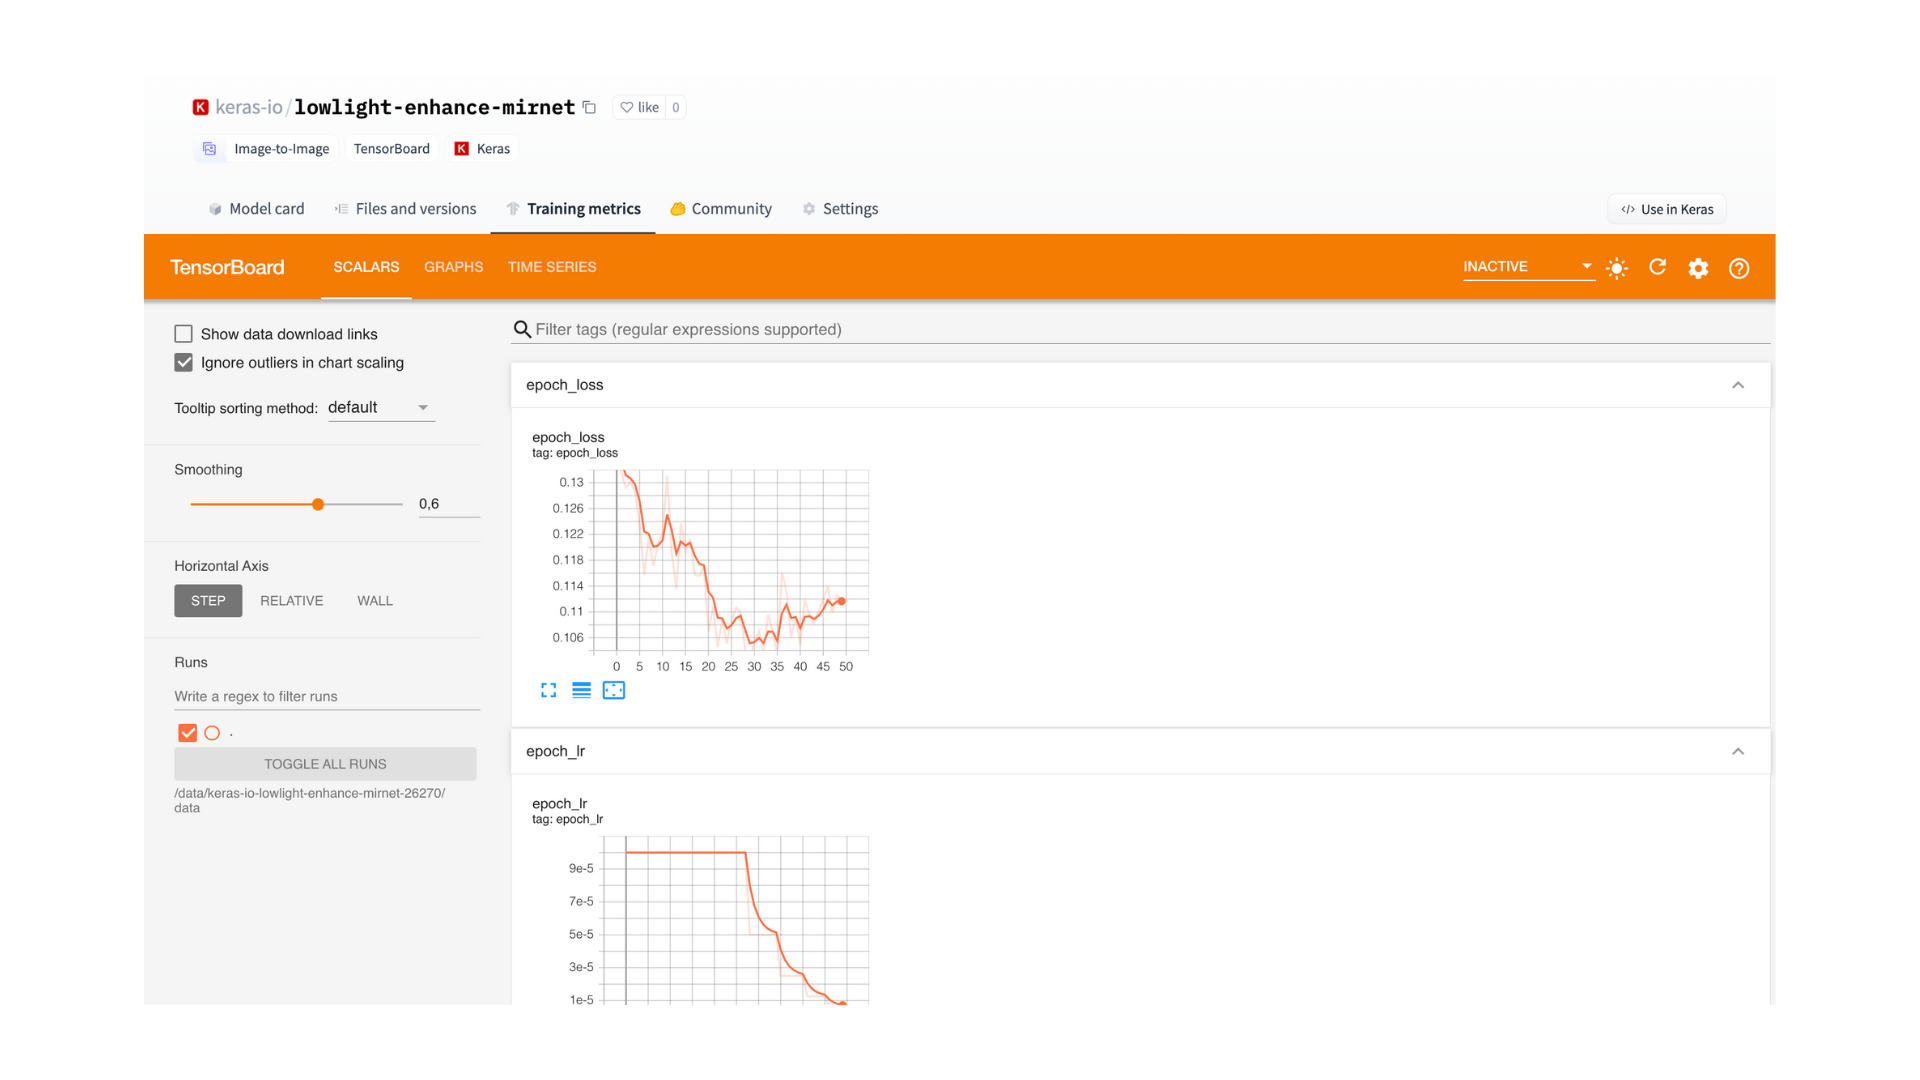 keras-io/lowlight-enhance-mirnet like 0
Image-to-Image TensorBoard K Keras
Model card Files and versions Training metrics Community Settings </> Use in Keras
TensorBoard SCALARS GRAPHS TIME SERIES INACTIVE
Show data download links
Ignore outliers in chart scaling
Tooltip sorting method: default
Smoothing
0,6
Horizontal Axis
STEP RELATIVE WALL
Runs
Write a regex to filter runs
.
TOGGLE ALL RUNS
/data/keras-io-lowlight-enhance-mirnet-26270/
data
Filter tags (regular expressions supported)
epoch_loss
epoch_loss
tag: epoch_loss
0.13
0.126
0.122
0.118
0.114
0.11
0.106
0 5 10 15 20 25 30 35 40 45 50
epoch_lr
epoch_lr
tag: epoch_lr
9e-5
7e-5
5e-5
3e-5
1e-5